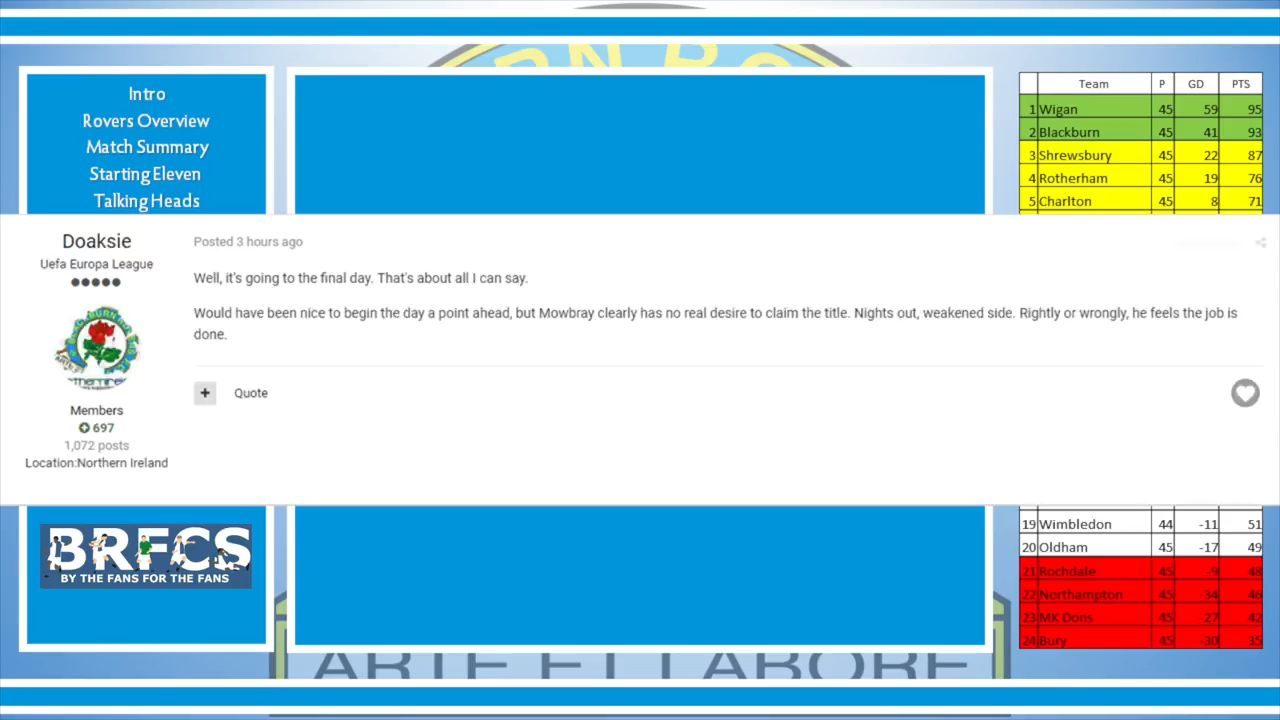 RN RO
Intro
Rovers Overview
Match Summary
Starting Eleven
Talking Heads
Team P GD PTS
1 Wigan 45 59 95
2 Blackburn 45 41 93
3 Shrewsbury 45 22 87
4 Rotherham 45 19 76
5 Charlton 45 8 71
Doaksie
Uefa Europa League
Posted 3 hours ago
Well, it's going to the final day. That's about all I can say.
Would have been nice to begin the day a point ahead, but Mowbray clearly has no real desire to claim the title. Nights out, weakened side. Rightly or wrongly, he feels the job is
done.
+ Quote
Members
697
1,072 posts
Location:Northern Ireland
BRFCS
BY THE FANS FOR THE FANS
19 Wimbledon 44 -11 51
20 Oldham 45 -17 49
21 Rochdale 45 -9 48
22 Northampton 45 -34 46
23 MK Dons 45 -27 42
24 Bury 45 -30 35
ARTE ET LABORE